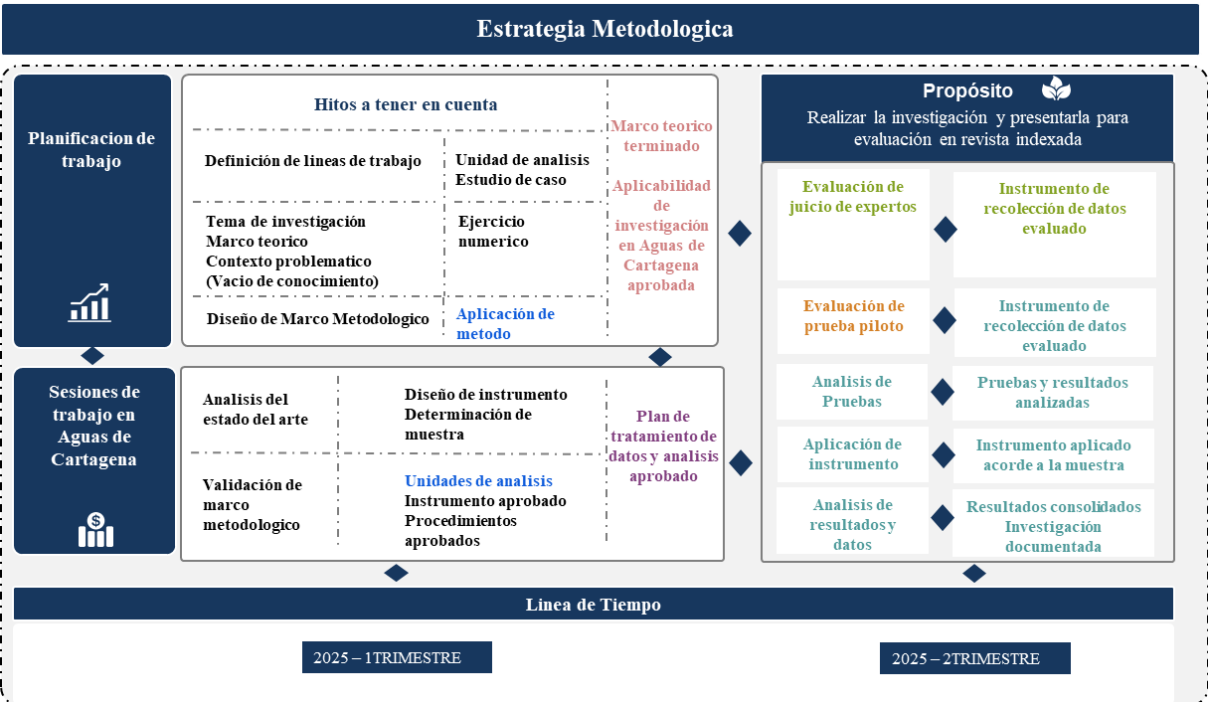 Estrategia Metodologica
Planificacion de
trabajo
Hitos a tener en cuenta
Definición de lineas de trabajo
Unidad de analisis
Estudio de caso
Tema de investigación
Marco teorico
Contexto problematico
(Vacio de conocimiento)
Ejercicio
numerico
Diseño de Marco Metodologico
Aplicación de
metodo
Marco teorico
terminado
Aplicabilidad
de
investigación
en Aguas de
Cartagena
aprobada
Sesiones de
trabajo en
Aguas de
Cartagena
Analisis del
estado del arte
Diseño de instrumento
Determinación de
muestra
Validación de
marco
metodologico
Unidades de analisis
Instrumento aprobado
Procedimientos
aprobados
Plan de
tratamiento de
datos y analisis
aprobado
Propósito
Realizar la investigación y presentarla para
evaluación en revista indexada
Evaluación de
juicio de expertos
Instrumento de
recolección de datos
evaluado
Evaluación de
prueba piloto
Instrumento de
recolección de datos
evaluado
Analisis de
Pruebas
Pruebas y resultados
analizadas
Aplicación de
instrumento
Instrumento aplicado
acorde a la muestra
Analisis de
resultados y
datos
Resultados consolidados
Investigación
documentada
Linea de Tiempo
2025 – 1TRIMESTRE
2025 – 2TRIMESTRE